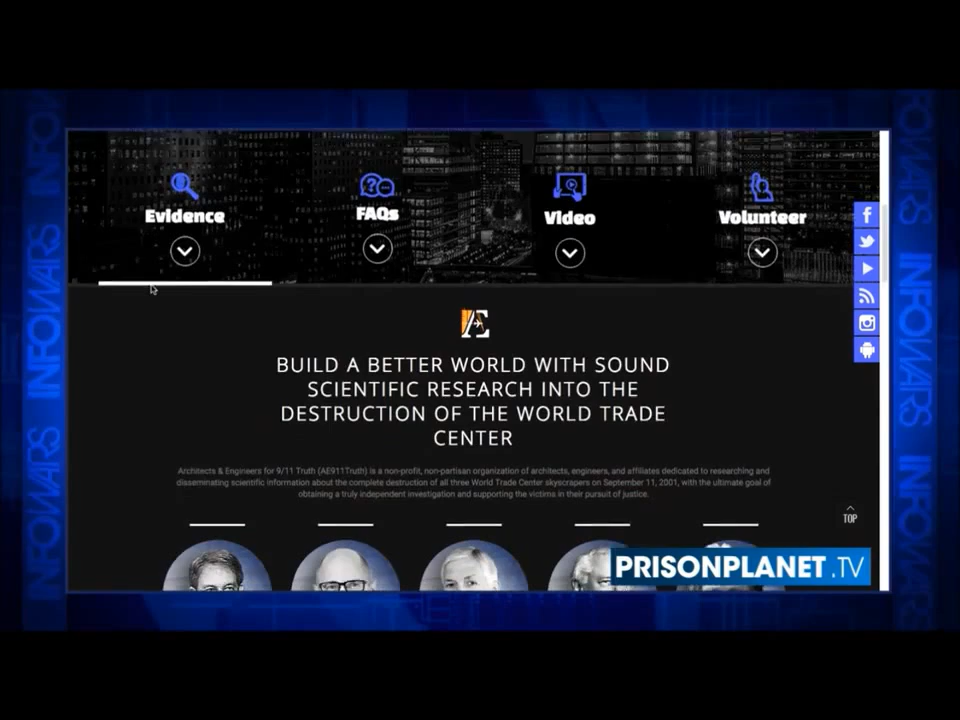 Evidence
FAQs
Video
Volunteer
BUILD A BETTER WORLD WITH SOUND
SCIENTIFIC RESEARCH INTO THE
DESTRUCTION OF THE WORLD TRADE
CENTER
Architects & Engineers for 9/11 Truth (AE911Truth) is a non-profit, non-partisan organization of architects, engineers, and affiliates dedicated to researching and
disseminating scientific information about the complete destruction of all three World Trade Center skyscrapers on September 11, 2001, with the ultimate goal of
obtaining a truly independent investigation and supporting the victims in their pursuit of justice.
TOP
PRISONPLANET.TV
INFOWARS
INFOWARS
INFOWARS
INFOWARS